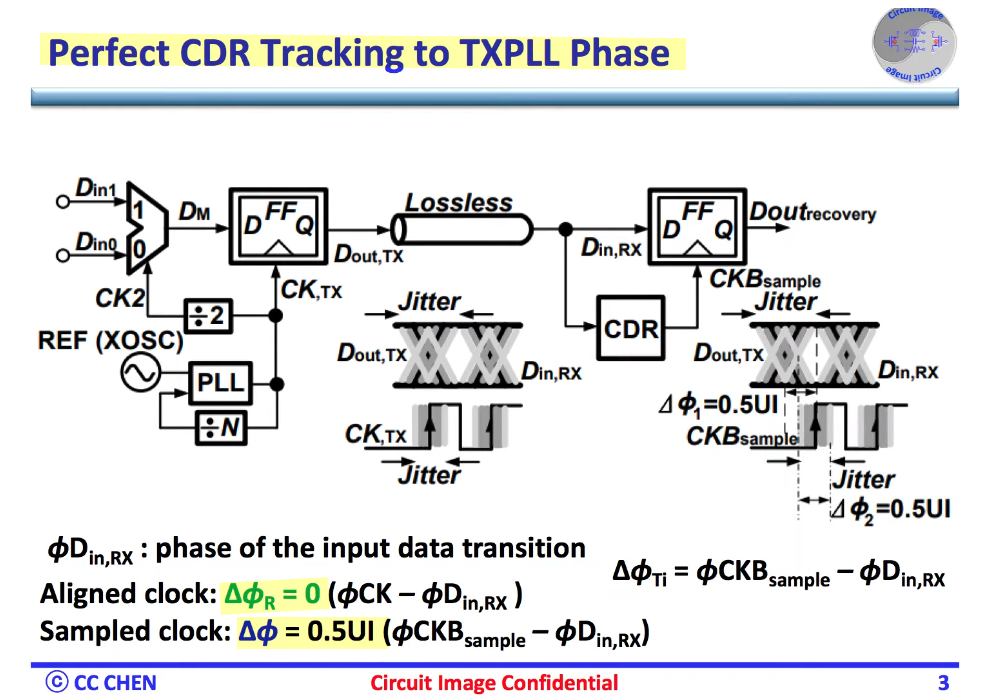 Perfect CDR Tracking to TXPLL Phase
Circuit Image
Circuit Image
Din1
1
DM
D FF Q
Lossless
D FF Q
Doutrecovery
Din0
0
Dout,TX
Din,RX
CK2
÷2
CK,TX
CKBsample
REF (XOSC)
PLL
÷N
CDR
Jitter
Dout,TX
Din,RX
CK,TX
Jitter
Jitter
Dout,TX
Din,RX
Δϕ1=0.5UI
CKBsample
Jitter
Δϕ2=0.5UI
ϕDin,RX : phase of the input data transition
Aligned clock: ΔϕR = 0 (ϕCK – ϕDin,RX )
Sampled clock: Δϕ = 0.5UI (ϕCKBsample – ϕDin,RX)
ΔϕTi = ϕCKBsample – ϕDin,RX
© CC CHEN
Circuit Image Confidential
3